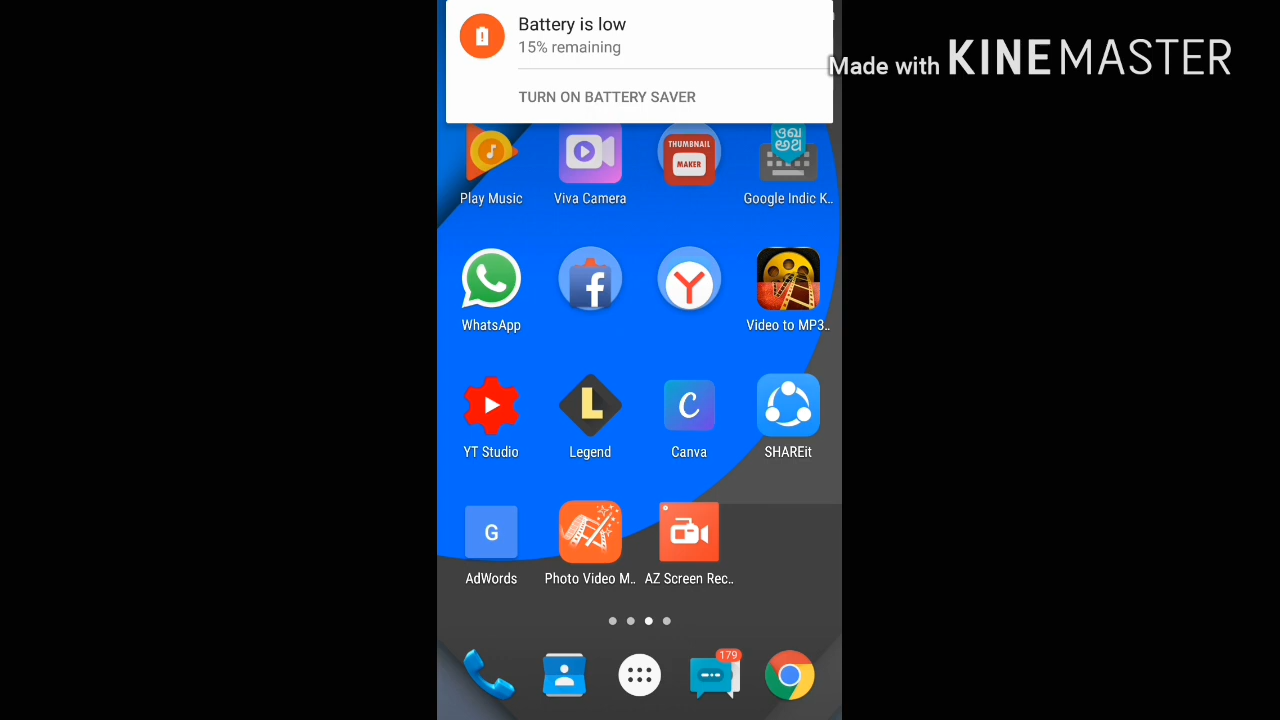 Battery is low
15% remaining
TURN ON BATTERY SAVER
Made with KINEMASTER
THUMBNAIL
MAKER
Play Music
Viva Camera
Google Indic K..
f
Y
WhatsApp
Video to MP3..
L
C
YT Studio
Legend
Canva
SHAREit
G
AdWords
Photo Video M..
AZ Screen Rec..
179